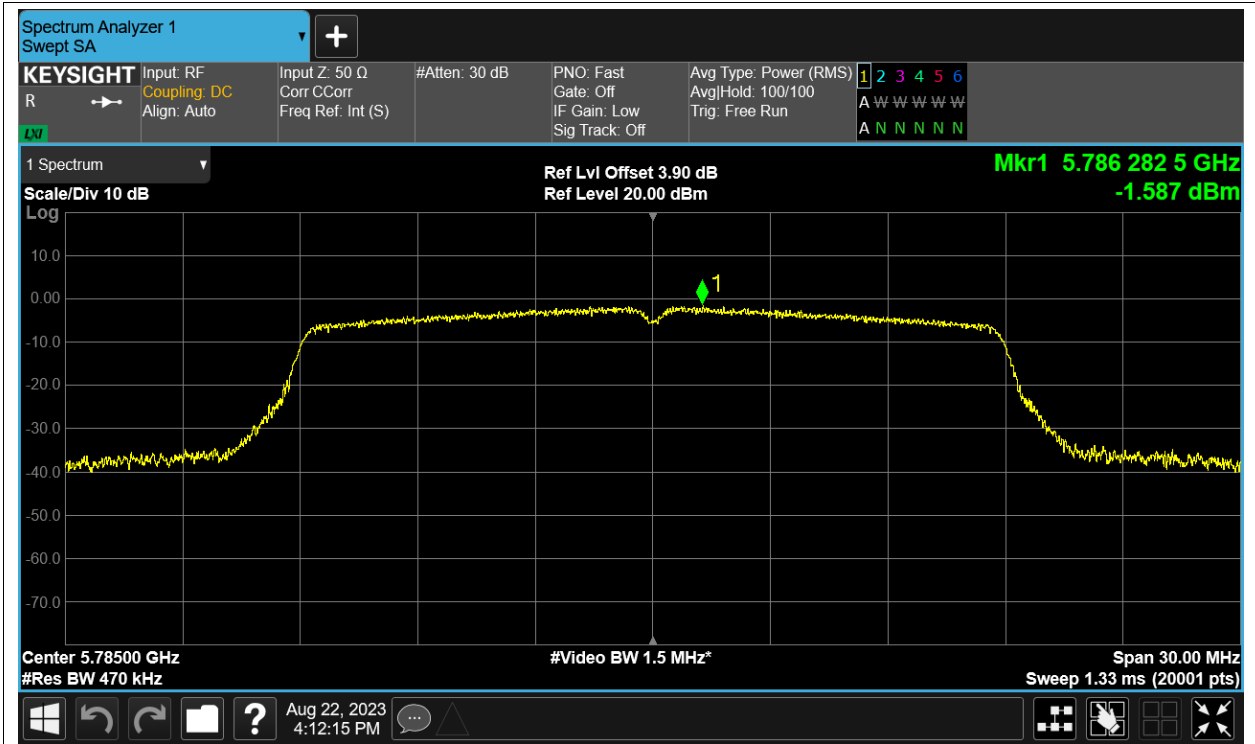 Spectrum Analyzer 1
Swept SA
+
KEYSIGHT
R
LXI
Input: RF
Coupling: DC
Align: Auto
Input Z: 50 Ω
Corr CCorr
Freq Ref: Int (S)
#Atten: 30 dB
PNO: Fast
Gate: Off
IF Gain: Low
Sig Track: Off
Avg Type: Power (RMS)
Avg|Hold: 100/100
Trig: Free Run
1 2 3 4 5 6
A W W W W W
A N N N N N
1 Spectrum
Scale/Div 10 dB
Ref Lvl Offset 3.90 dB
Ref Level 20.00 dBm
Mkr1 5.786 282 5 GHz
-1.587 dBm
Log
10.0
0.00
-10.0
-20.0
-30.0
-40.0
-50.0
-60.0
-70.0
1
Center 5.78500 GHz
#Res BW 470 kHz
#Video BW 1.5 MHz*
Span 30.00 MHz
Sweep 1.33 ms (20001 pts)
?
Aug 22, 2023
4:12:15 PM